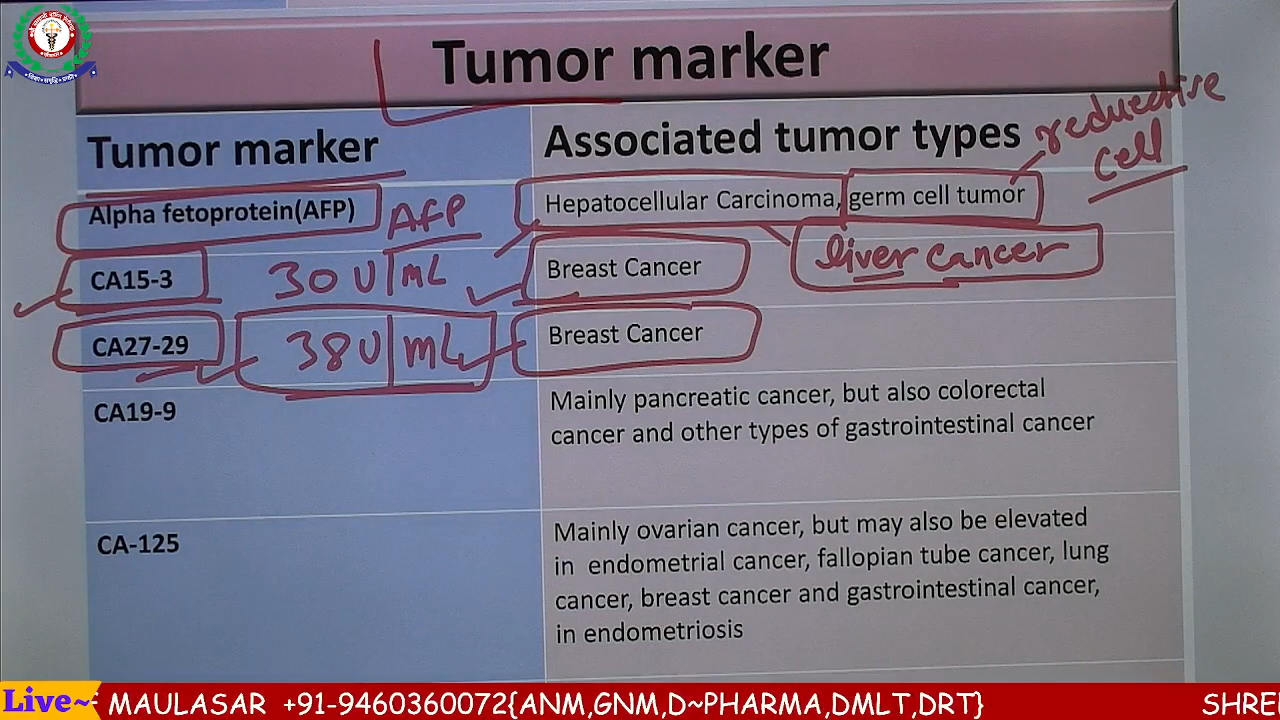 Tumor marker
Tumor marker
Associated tumor types
reductive
cell
Alpha fetoprotein(AFP)
AFP
Hepatocellular Carcinoma, germ cell tumor
liver cancer
CA15-3
30 U/mL
Breast Cancer
CA27-29
38 U/mL
Breast Cancer
CA19-9
Mainly pancreatic cancer, but also colorectal
cancer and other types of gastrointestinal cancer
CA-125
Mainly ovarian cancer, but may also be elevated
in endometrial cancer, fallopian tube cancer, lung
cancer, breast cancer and gastrointestinal cancer,
in endometriosis
Live~ MAULASAR +91-9460360072{ANM,GNM,D~PHARMA,DMLT,DRT} SHRE